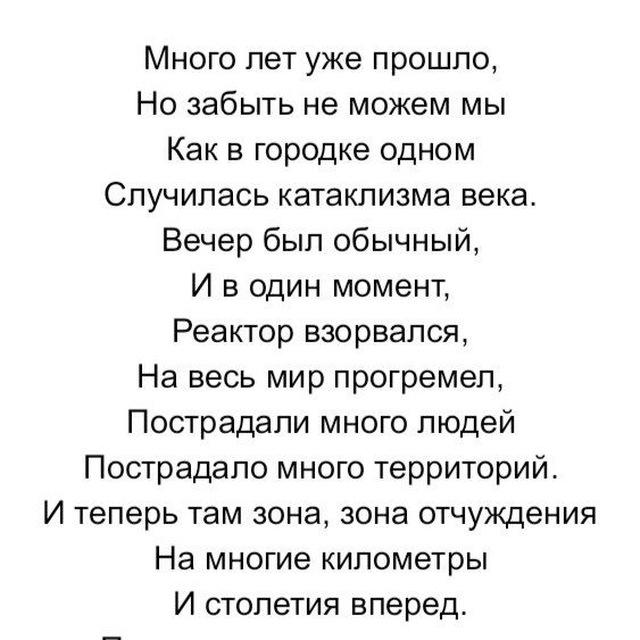 Много лет уже прошло,
Но забыть не можем мы
Как в городке одном
Случилась катаклизма века.
Вечер был обычный,
И в один момент,
Реактор взорвался,
На весь мир прогремел,
Пострадали много людей
Пострадало много территорий.
И теперь там зона, зона отчуждения
На многие километры
И столетия вперед.